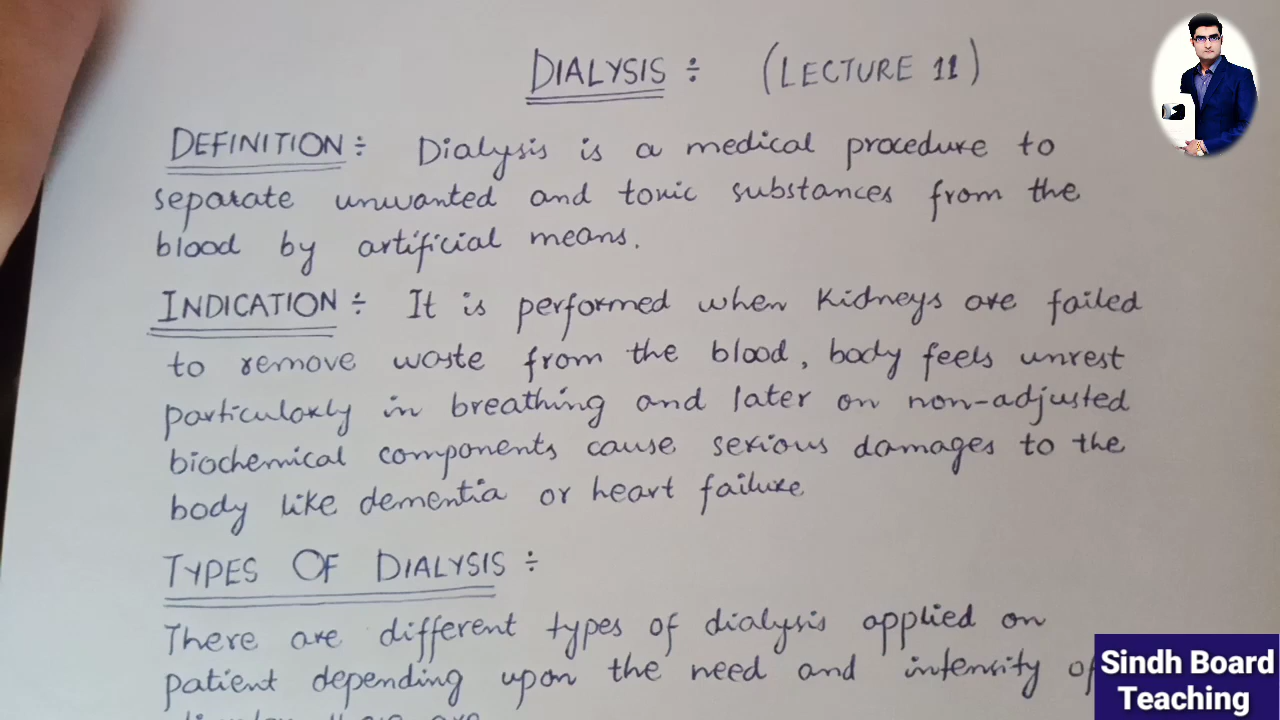 DIALYSIS ÷ (LECTURE 11)
DEFINITION ÷ Dialysis is a medical procedure to
separate unwanted and toxic substances from the
blood by artificial means.
INDICATION ÷ It is performed when Kidneys are failed
to remove waste from the blood, body feels unrest
particularly in breathing and later on non-adjusted
biochemical components cause serious damages to the
body like dementia or heart failure
TYPES OF DIALYSIS ÷
There are different types of dialysis applied on
patient depending upon the need and intensity of
Sindh Board
Teaching